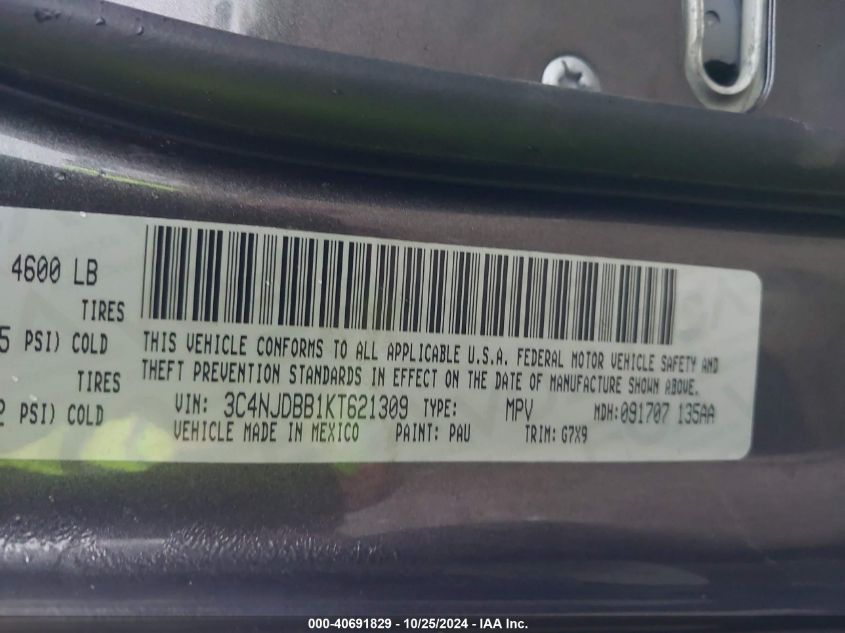 4600 LB
TIRES
5 PSI) COLD
TIRES
PSI) COLD
THIS VEHICLE CONFORMS TO ALL APPLICABLE U.S.A. FEDERAL MOTOR VEHICLE SAFETY AND
THEFT PREVENTION STANDARDS IN EFFECT ON THE DATE OF MANUFACTURE SHOWN ABOVE.
VIN: 3C4NJDBB1KT621309 TYPE: MPV MDH:091707 135AA
VEHICLE MADE IN MEXICO PAINT: PAU TRIM: G7X9
000-40691829 - 10/25/2024 - IAA Inc.